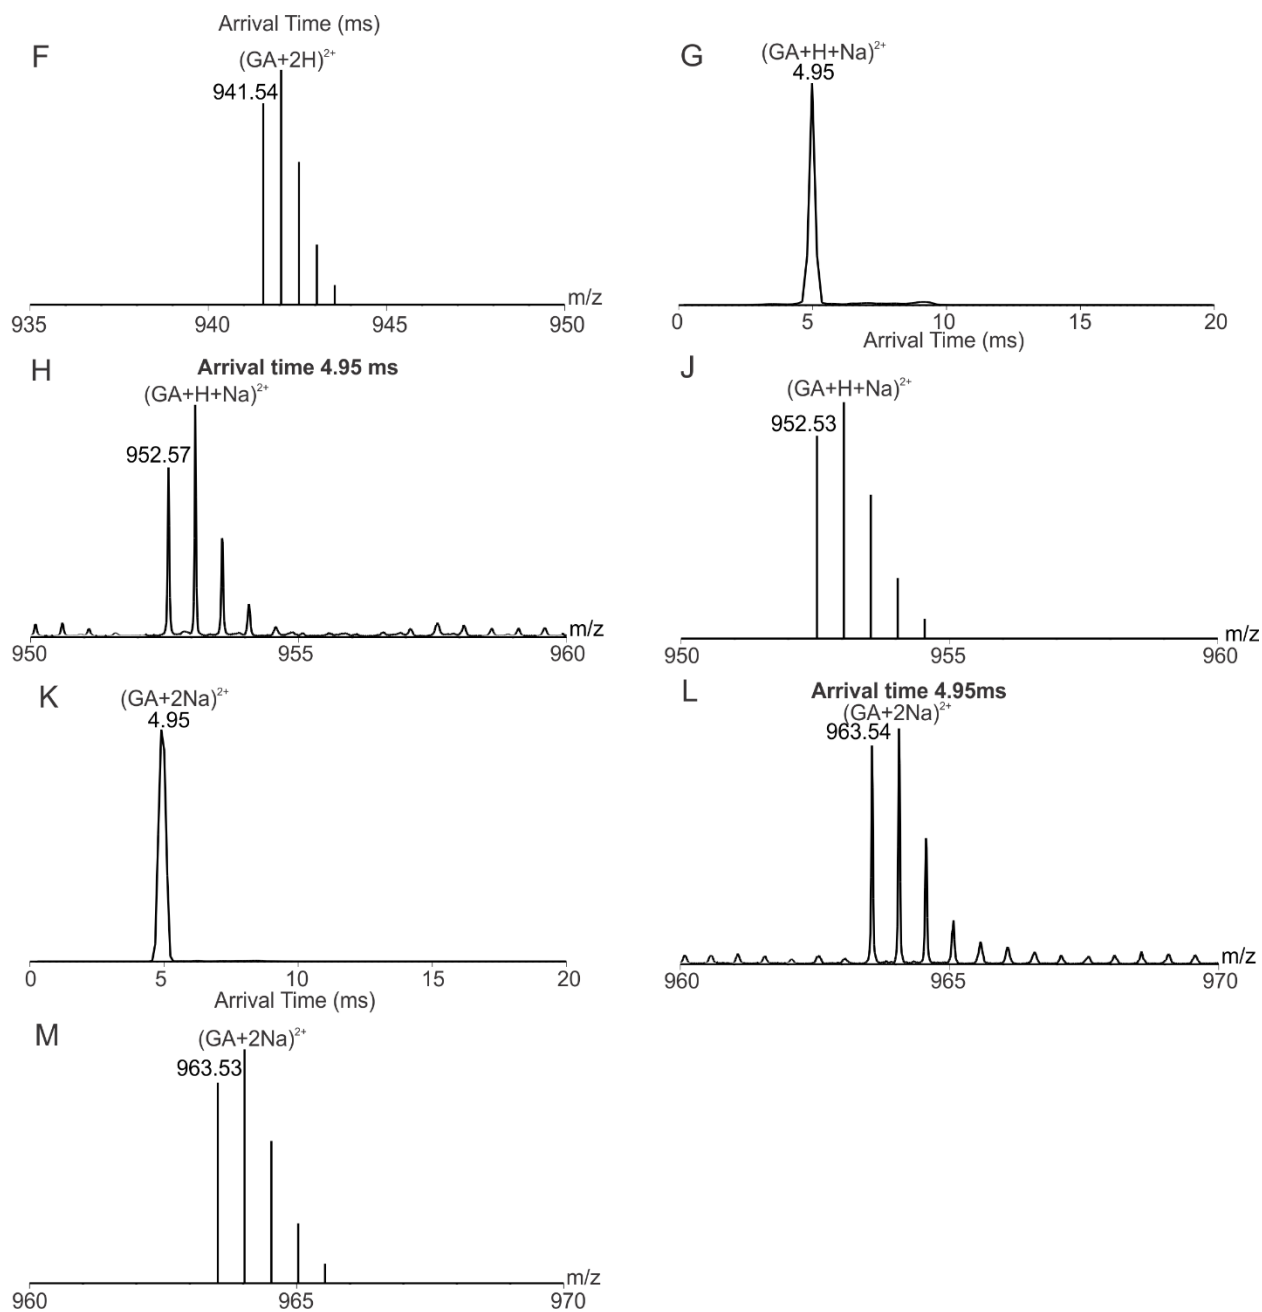 Arrival Time (ms)
F
(GA+2H)²⁺
941.54
m/z
935 940 945 950
G
(GA+H+Na)²⁺
4.95
0 5 10 15 20
Arrival Time (ms)
H
Arrival time 4.95 ms
(GA+H+Na)²⁺
952.57
m/z
950 955 960
J
(GA+H+Na)²⁺
952.53
m/z
950 955 960
K
(GA+2Na)²⁺
4.95
0 5 10 15 20
Arrival Time (ms)
L
Arrival time 4.95ms
(GA+2Na)²⁺
963.54
m/z
960 965 970
M
(GA+2Na)²⁺
963.53
m/z
960 965 970